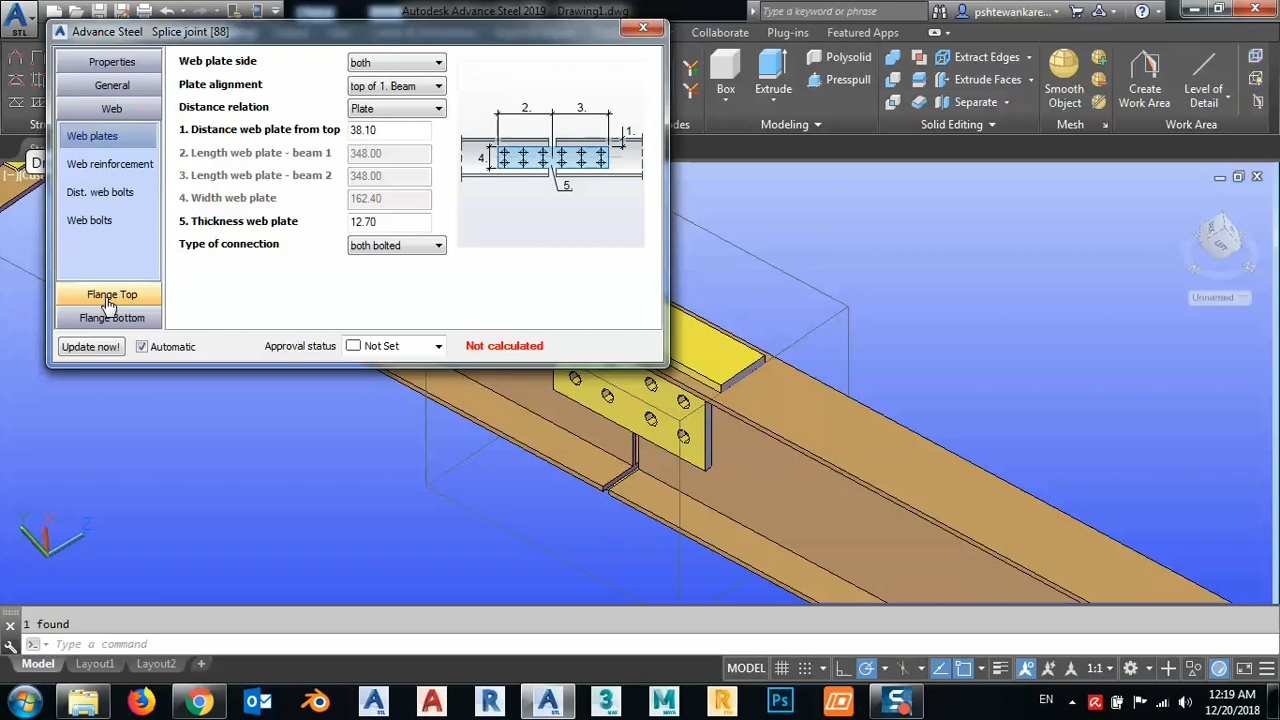 Autodesk Advance Steel 2019 - Drawing1.dwg
Type a keyword or phrase
pshtewankare...
STL
Advance Steel  Splice joint [88]
Collaborate
Plug-ins
Featured Apps
Properties
General
Web
Web plates
Web reinforcement
Dist. web bolts
Web bolts
Flange Top
Flange Bottom
Web plate side
both
Plate alignment
top of 1. Beam
Distance relation
Plate
1. Distance web plate from top
38.10
2. Length web plate - beam 1
348.00
3. Length web plate - beam 2
348.00
4. Width web plate
162.40
5. Thickness web plate
12.70
Type of connection
both bolted
2.
3.
1.
4.
5.
Update now!
Automatic
Approval status
Not Set
Not calculated
Box
Extrude
Polysolid
Presspull
Extract Edges
Extrude Faces
Separate
Smooth
Object
Create
Work Area
Level of
Detail
Modeling
Mesh
Work Area
Unnamed
1 found
Type a command
Model
Layout1
Layout2
+
MODEL
1:1
EN
12:19 AM
12/20/2018